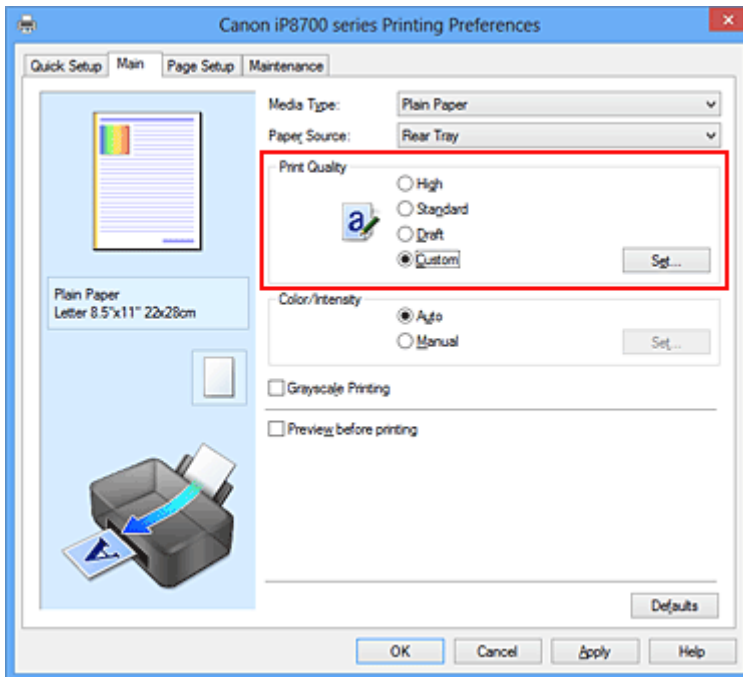 Canon iP8700 series Printing Preferences
Quick Setup Main Page Setup Maintenance
Media Type: Plain Paper
Paper Source: Rear Tray
Print Quality
High
a
Standard
Draft
Custom Set...
Plain Paper
Letter 8.5"x11" 22x28cm
Color/Intensity
Auto
Manual Set...
Grayscale Printing
Preview before printing
A
Defaults
OK Cancel Apply Help